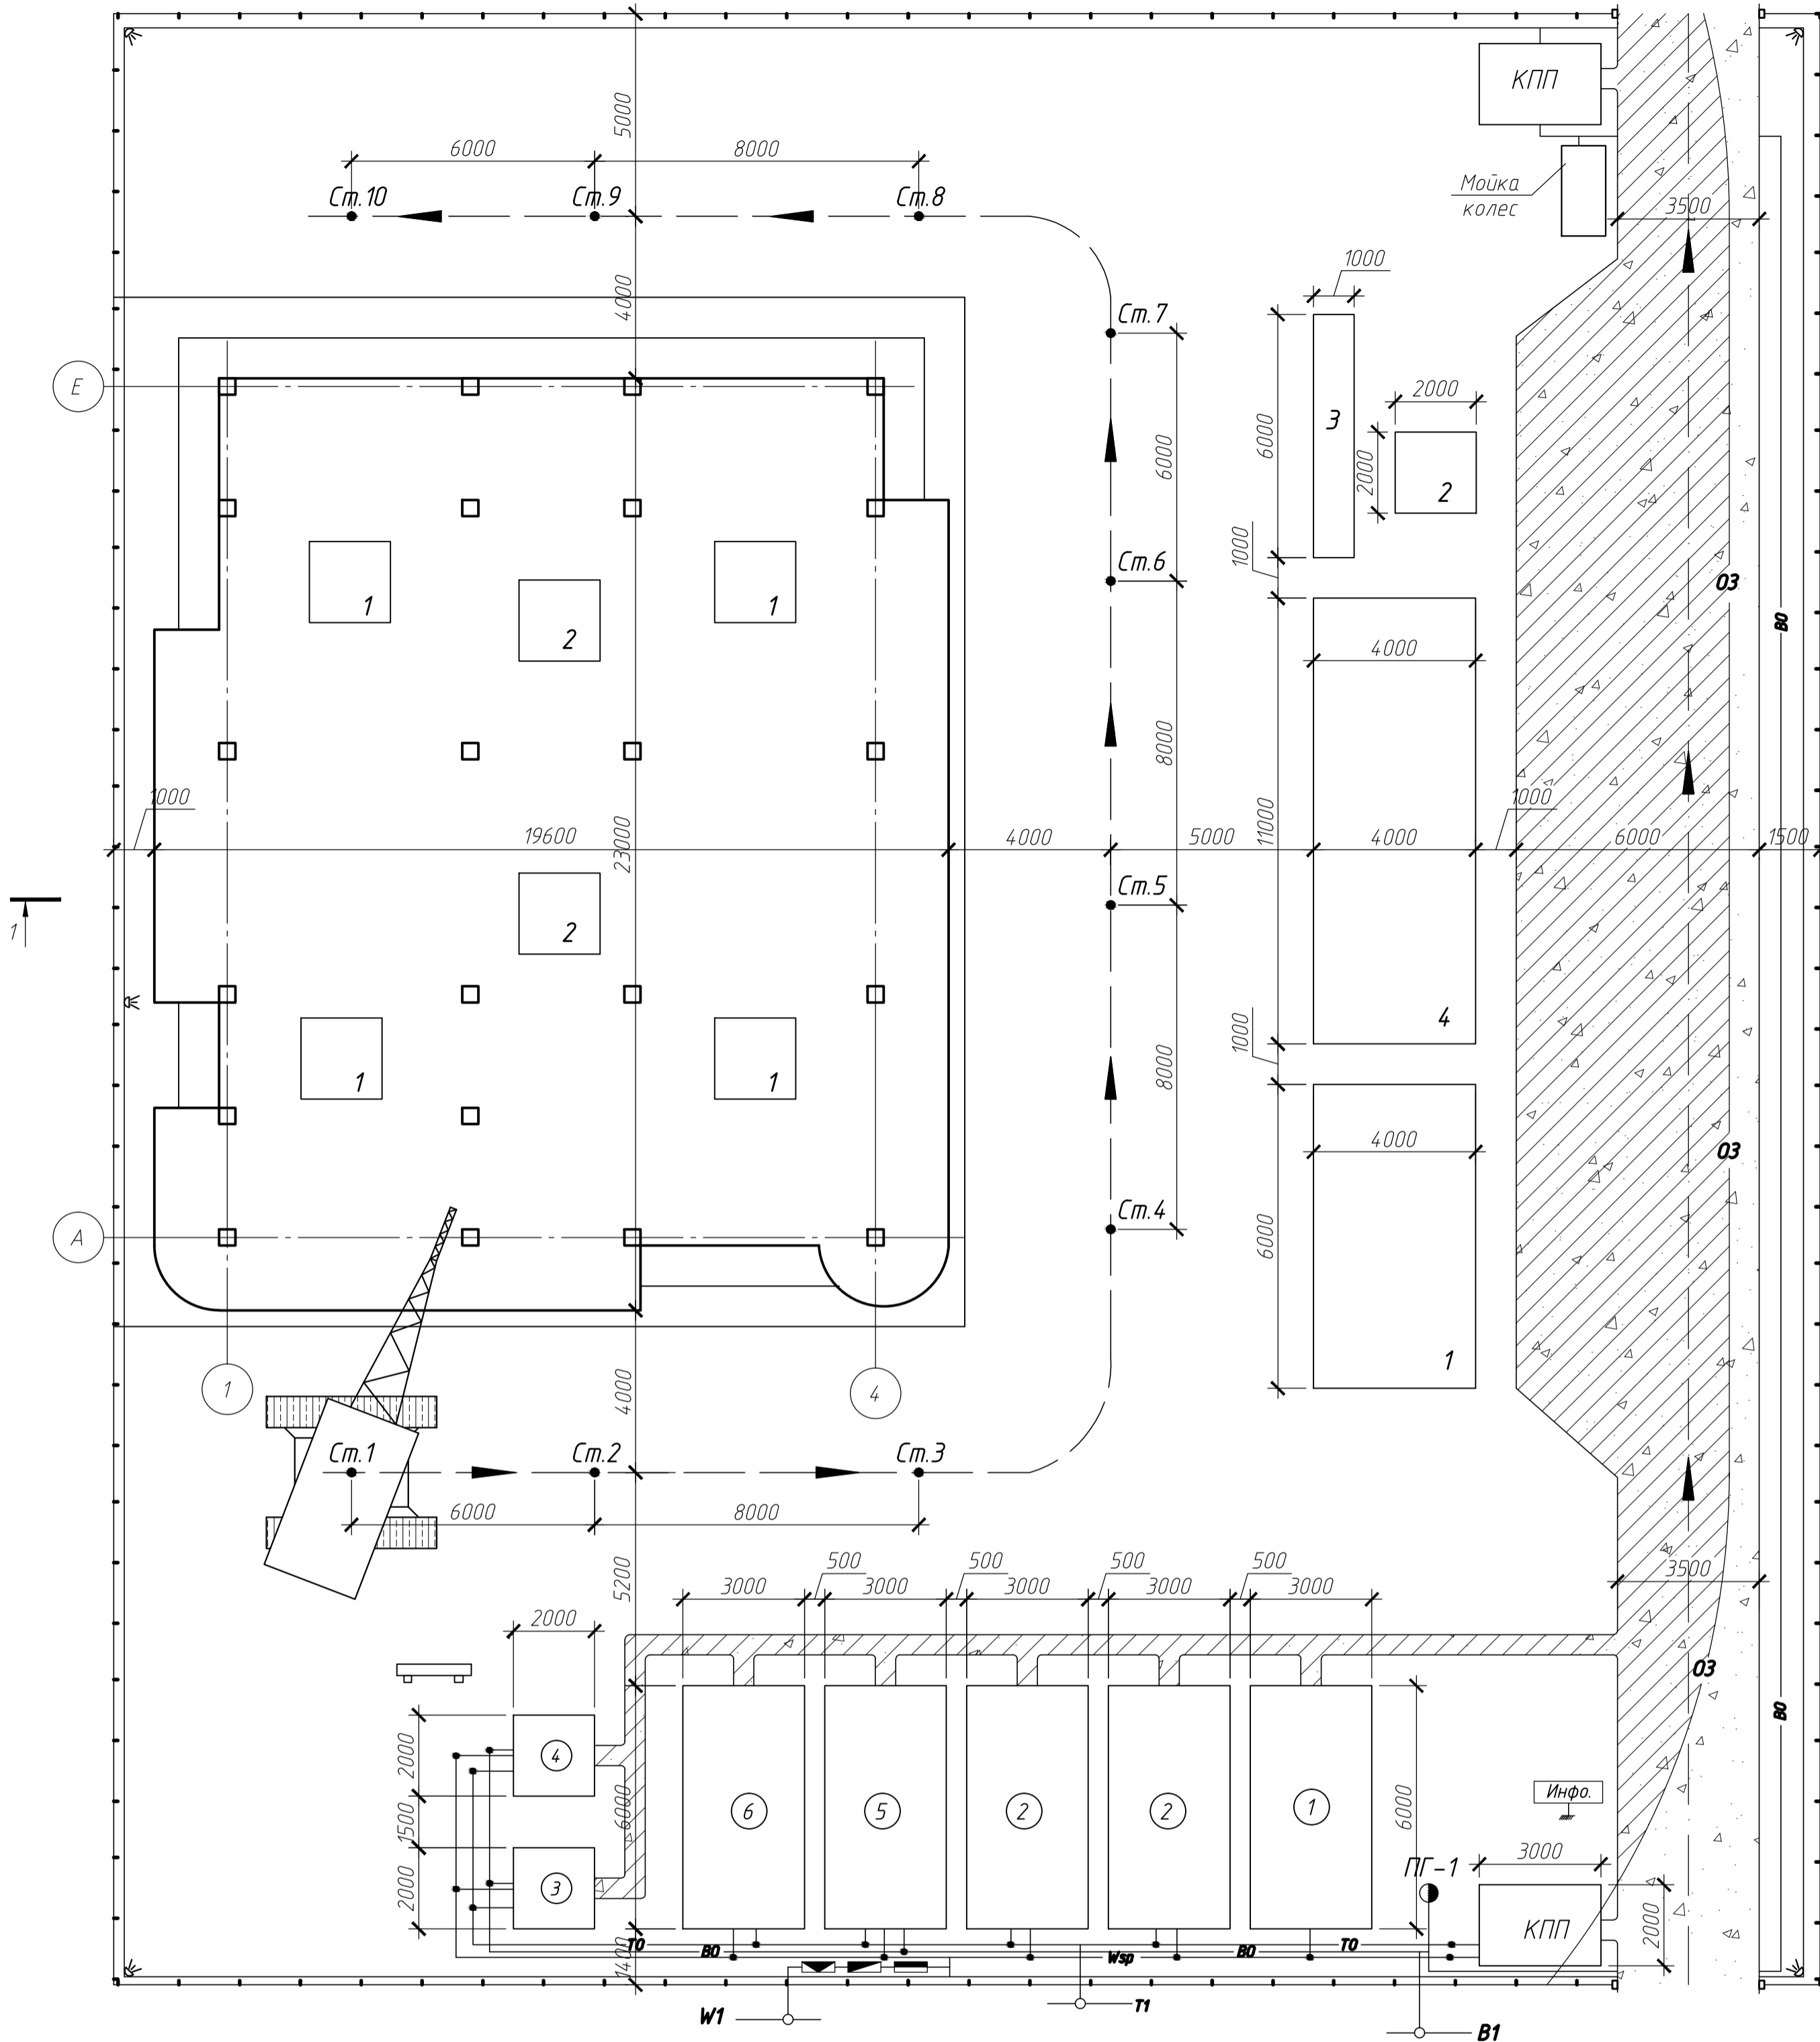 КПП
5000
6000
8000
Ст.10
Ст.9
Ст.8
Мойка
колес
3500
4000
1000
Ст.7
Е
6000
3
2000
2000
2
6000
1000
Ст.6
1
2
1
ОЗ
ВО
4000
8000
1000
19600
23000
4000
5000
11000
4000
1000
6000
1500
Ст.5
1
2
4
1000
8000
1
1
4000
ОЗ
Ст.4
6000
А
1
1
4
4000
Ст.1
Ст.2
Ст.3
6000
8000
5200
500
500
500
500
3500
3000
3000
3000
3000
3000
2000
ОЗ
ВО
2000
4
Инфо.
1500
6000
6
5
2
2
1
6000
ПГ-1
3000
2000
3
КПП
2000
ТО
ВО
Wsp
ВО
ТО
1400
W1
Т1
В1